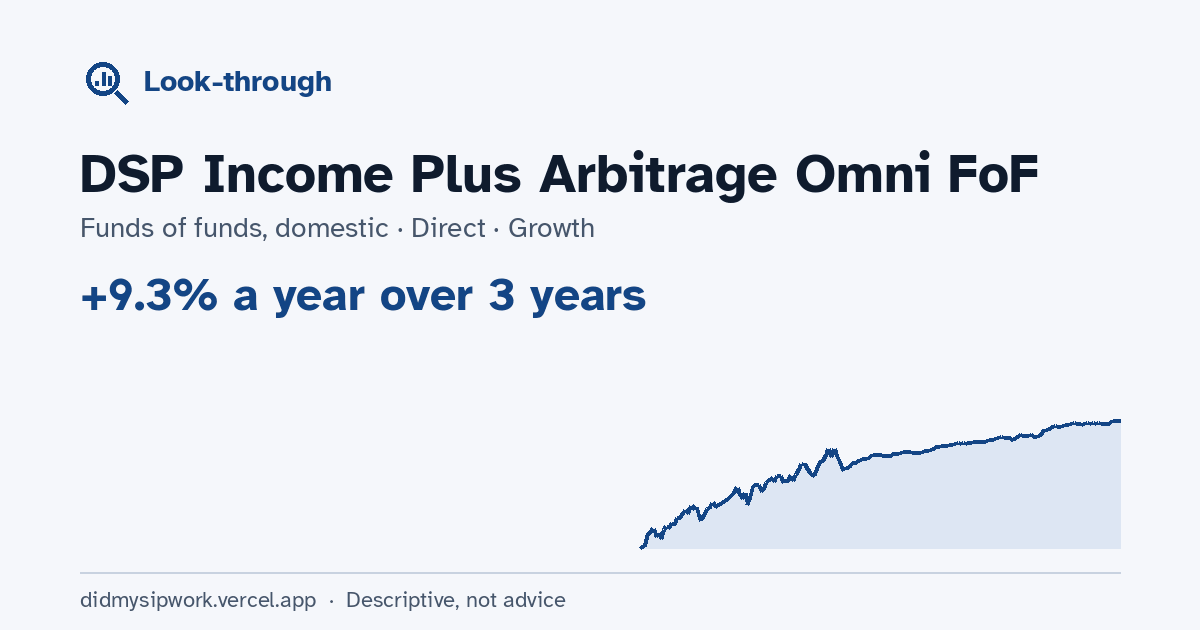 Look-through
DSP Income Plus Arbitrage Omni FoF
Funds of funds, domestic · Direct · Growth
+9.3% a year over 3 years
didmysipwork.vercel.app · Descriptive, not advice